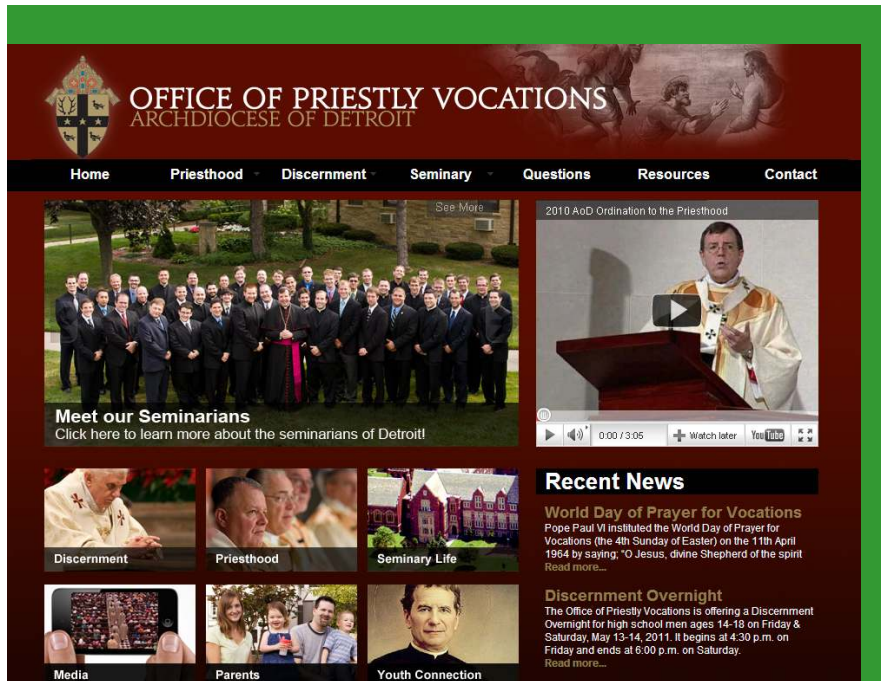 OFFICE OF PRIESTLY VOCATIONS
ARCHDIOCESE OF DETROIT
Home Priesthood Discernment Seminary Questions Resources Contact
See More
Meet our Seminarians
Click here to learn more about the seminarians of Detroit!
2010 AoD Ordination to the Priesthood
0:00 / 3:05 Watch later YouTube
Discernment Priesthood Seminary Life
Media Parents Youth Connection
Recent News
World Day of Prayer for Vocations
Pope Paul VI instituted the World Day of Prayer for
Vocations (the 4th Sunday of Easter) on the 11th April
1964 by saying; "O Jesus, divine Shepherd of the spirit
Read more...
Discernment Overnight
The Office of Priestly Vocations is offering a Discernment
Overnight for high school men ages 14-18 on Friday &
Saturday, May 13-14, 2011. It begins at 4:30 p.m. on
Friday and ends at 6:00 p.m. on Saturday.
Read more...